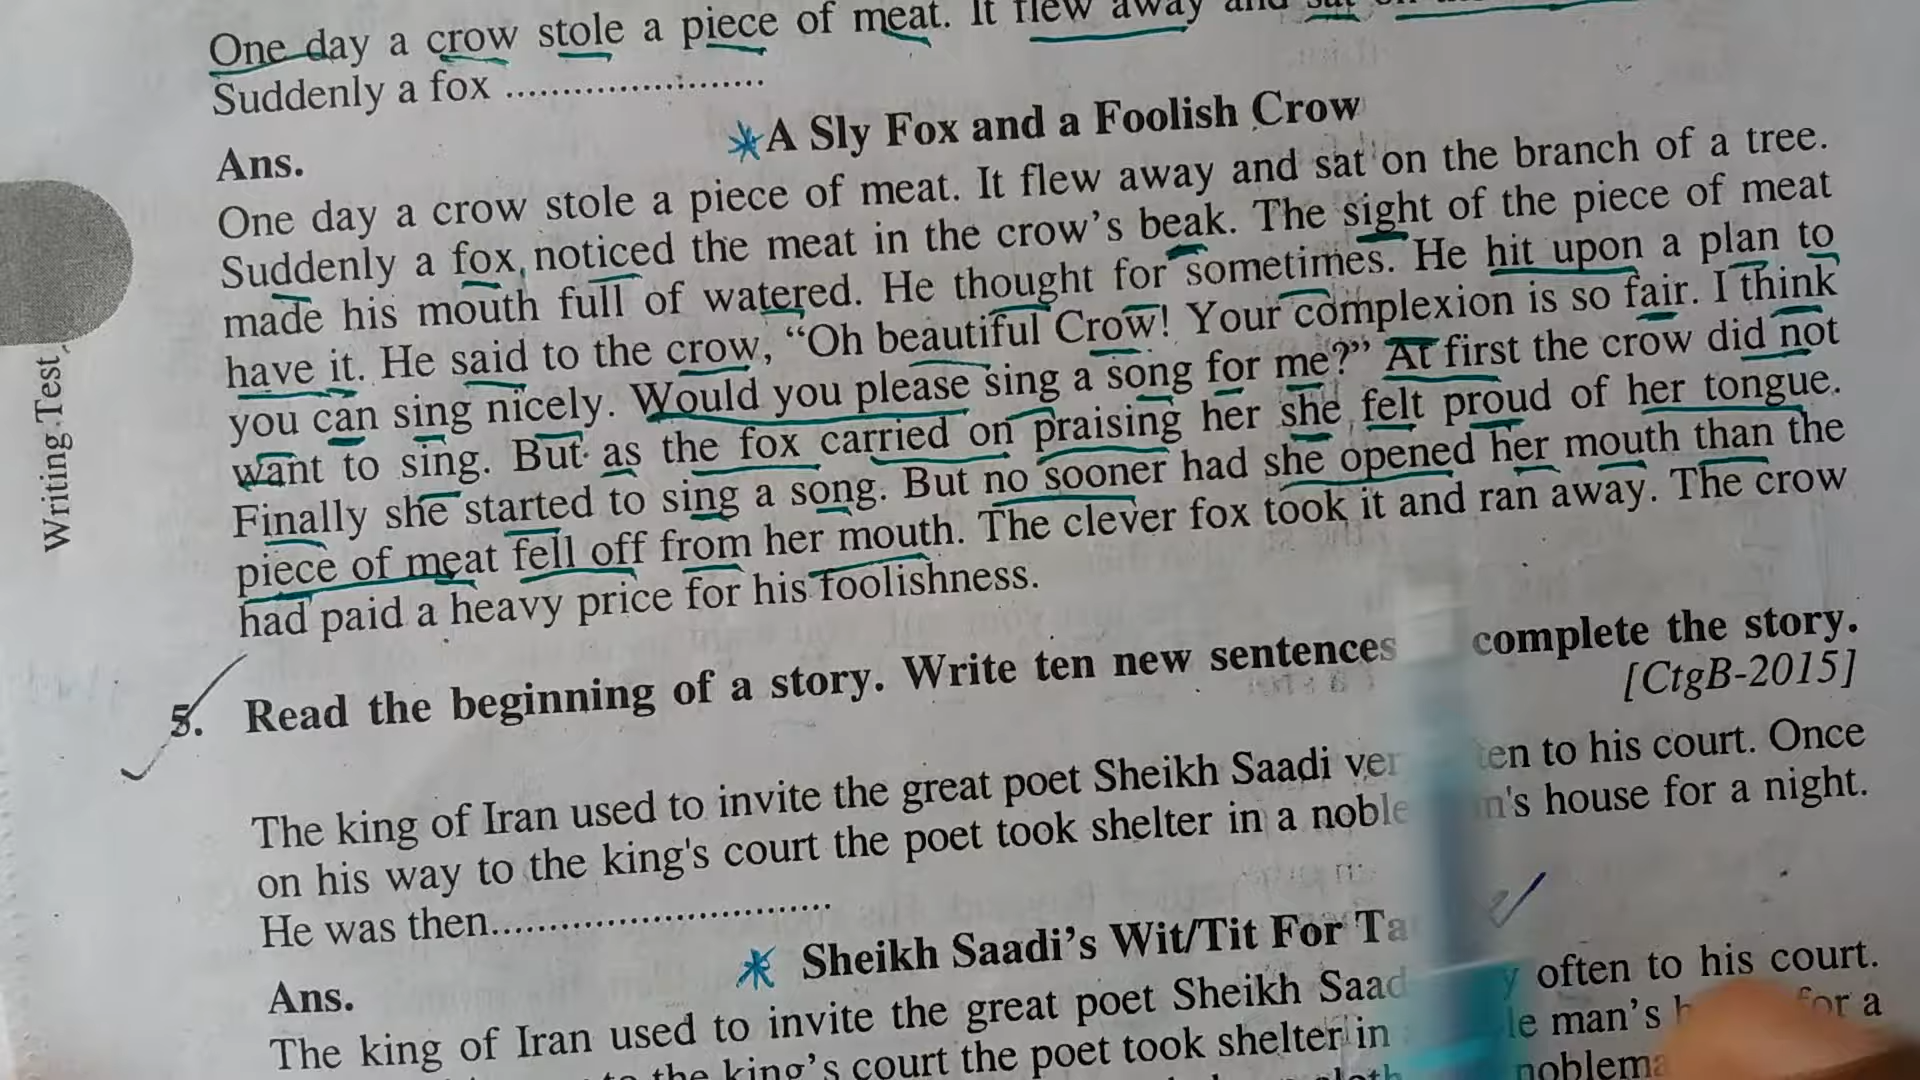 One day a crow stole a piece of meat. It flew away and sat on
Suddenly a fox ........................
*A Sly Fox and a Foolish Crow
Ans.
One day a crow stole a piece of meat. It flew away and sat on the branch of a tree.
Suddenly a fox noticed the meat in the crow's beak. The sight of the piece of meat
made his mouth full of watered. He thought for sometimes. He hit upon a plan to
have it. He said to the crow, “Oh beautiful Crow! Your complexion is so fair. I think
you can sing nicely. Would you please sing a song for me?” At first the crow did not
want to sing. But as the fox carried on praising her she felt proud of her tongue.
Finally she started to sing a song. But no sooner had she opened her mouth than the
piece of meat fell off from her mouth. The clever fox took it and ran away. The crow
had paid a heavy price for his foolishness.
Writing Test
5. Read the beginning of a story. Write ten new sentences complete the story.
[CtgB-2015]
The king of Iran used to invite the great poet Sheikh Saadi to his court. Once
on his way to the king's court the poet took shelter in a house for a night.
He was then..............................
* Sheikh Saadi's Wit/Tit For
Ans.
The king of Iran used to invite the great poet Sheikh often to his court.
the king's court the poet took shelter in man's for a